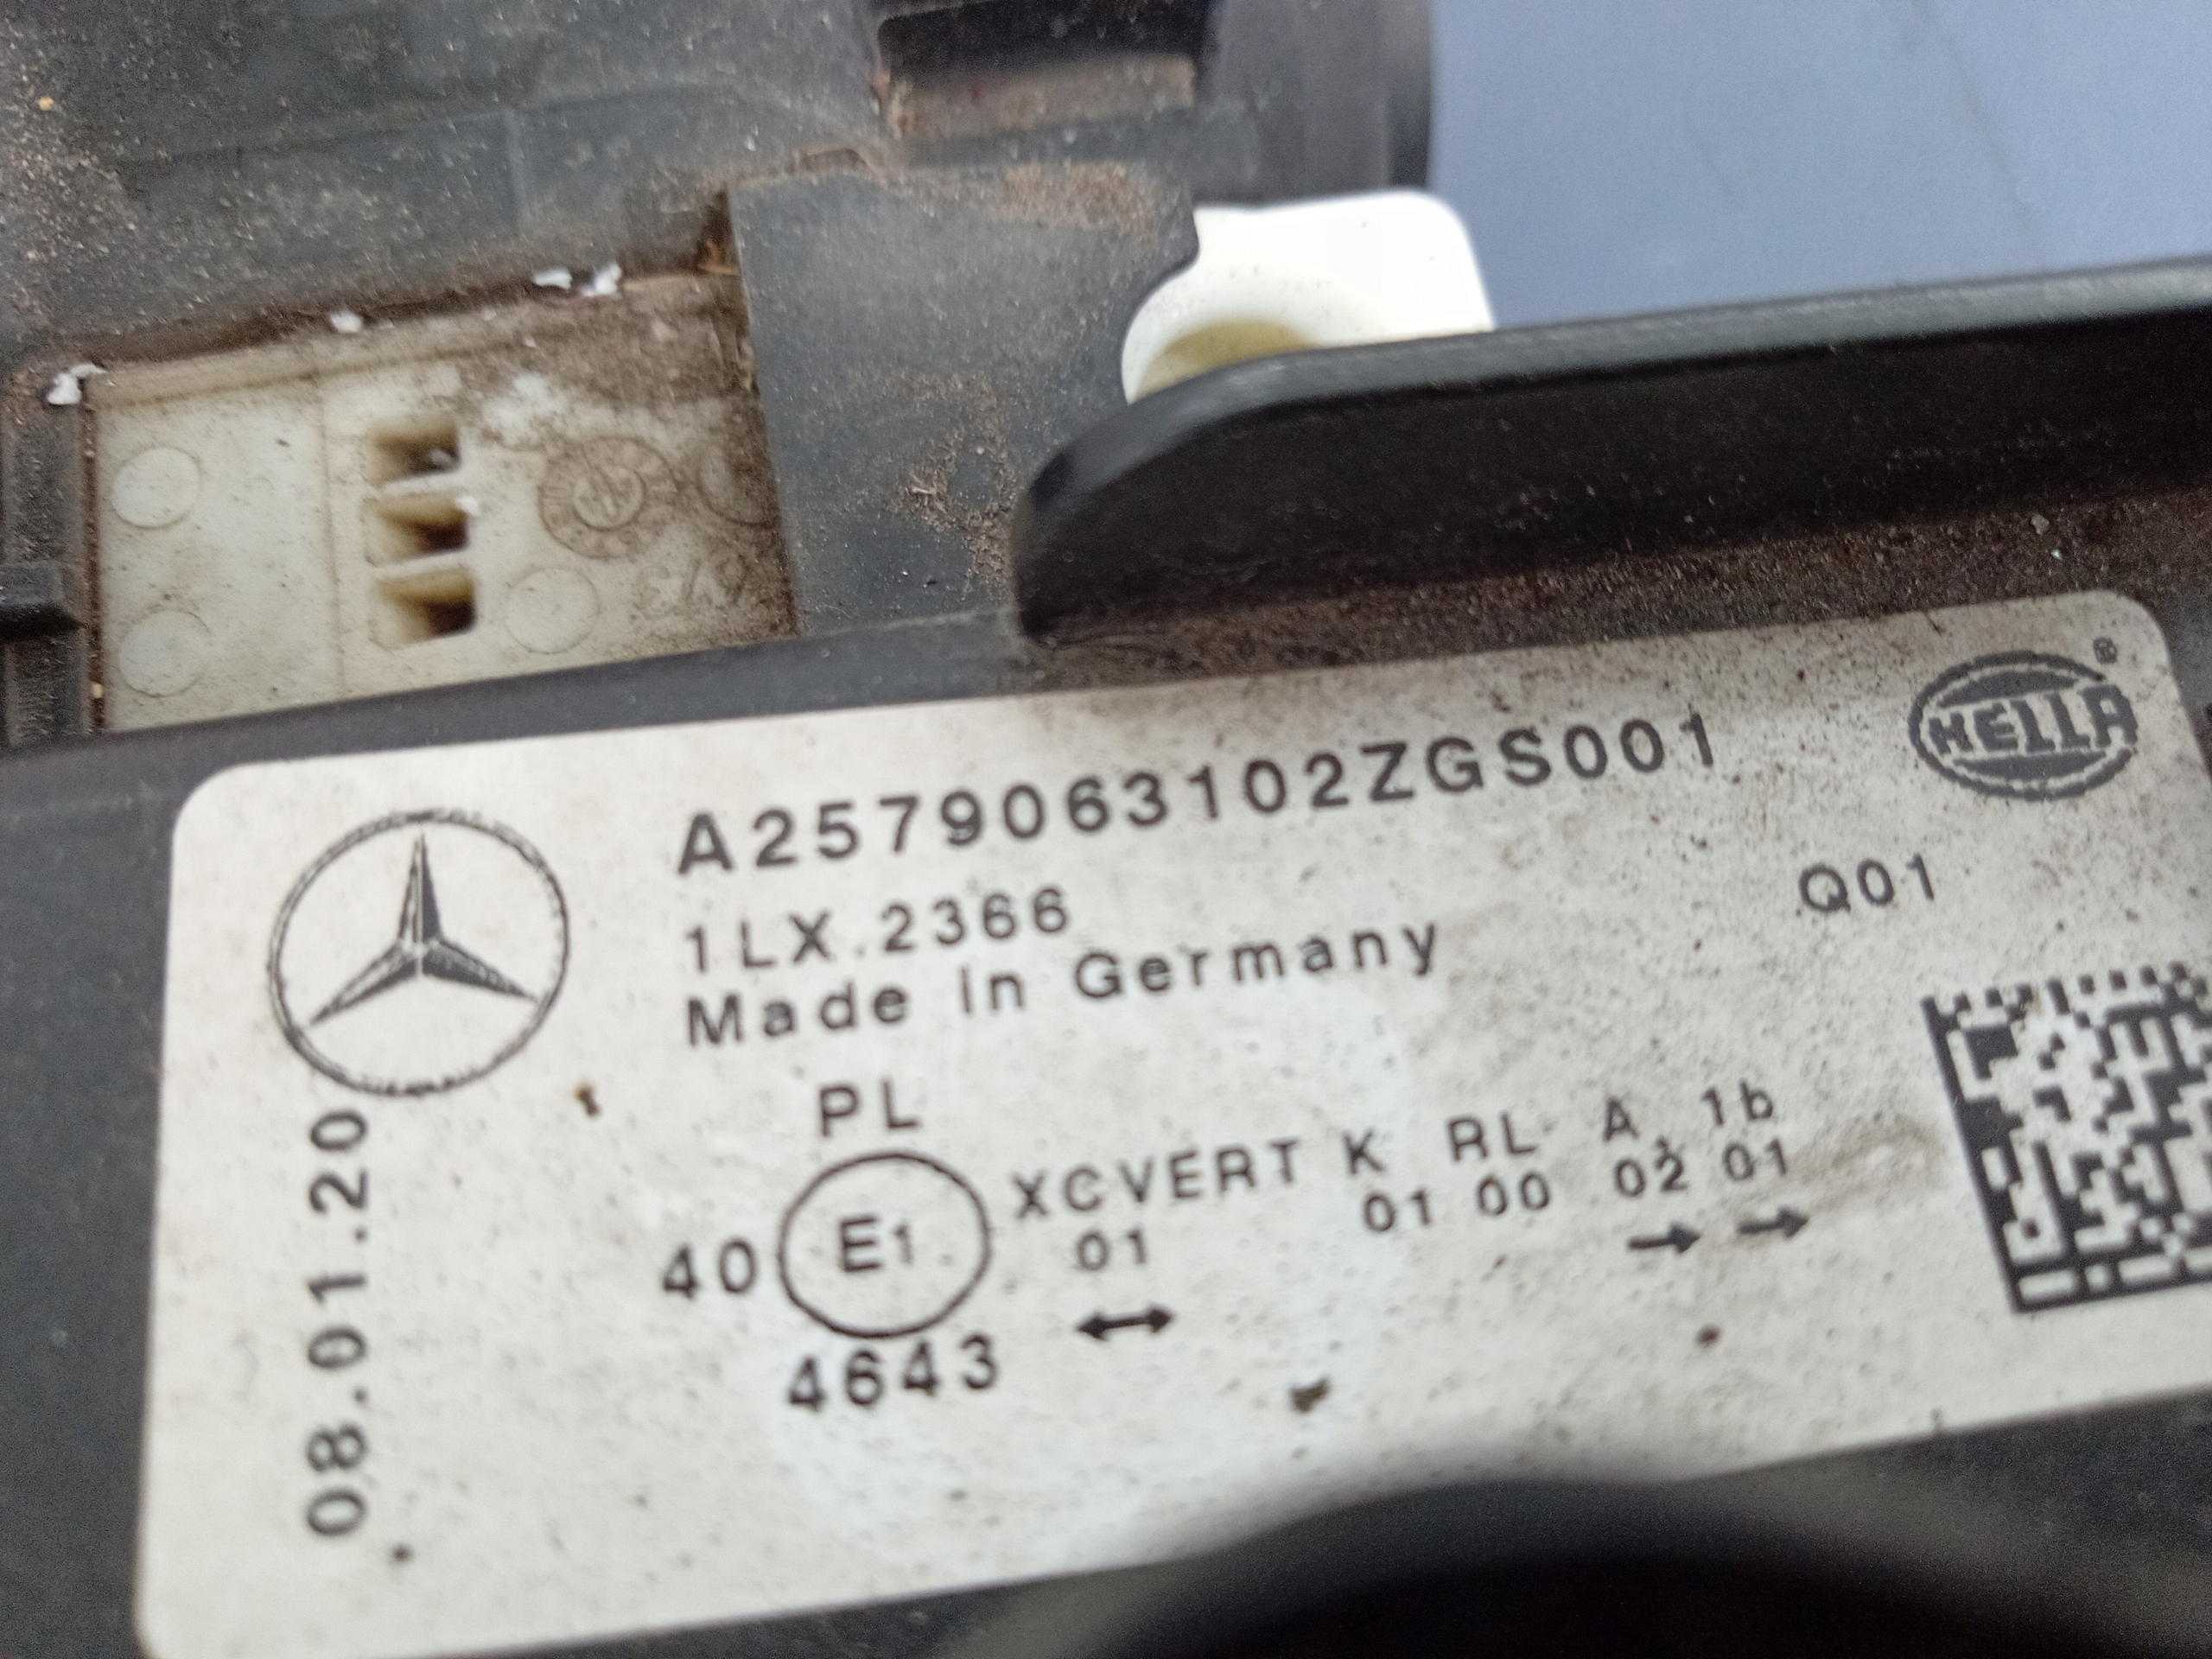 HELLA®
A2579063102ZGS001
1LX.2366
Q01
Made in Germany
PL
XCVERT K RL A, 1b
40 E1 01 01 00 02 01
4643
08.01.20